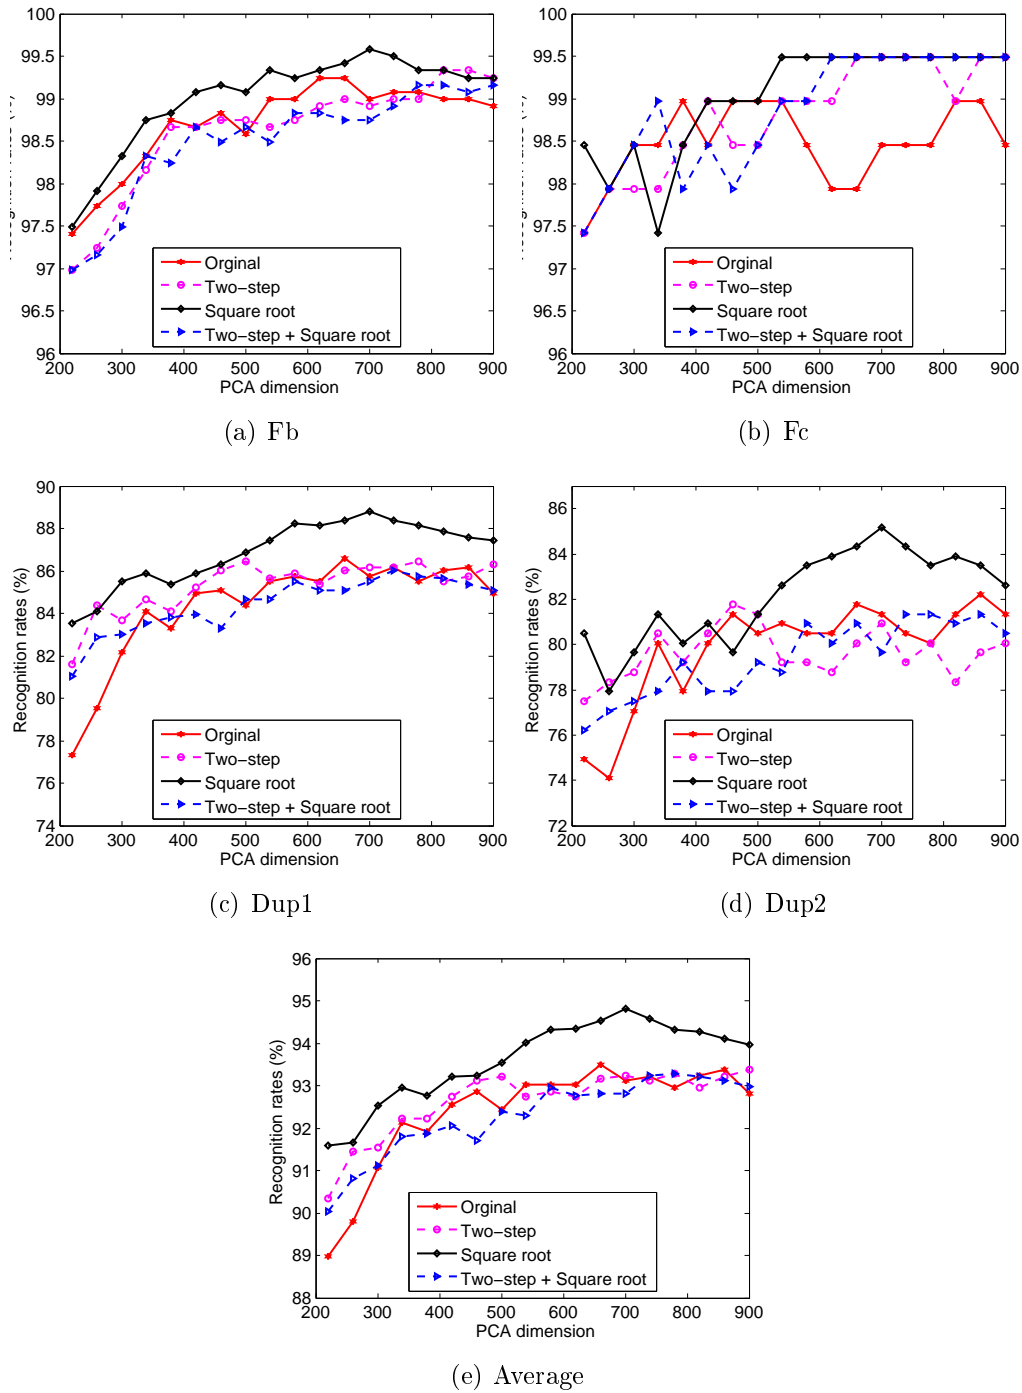 100
99.5
99
98.5
98
97.5
97
96.5
96
200 300 400 500 600 700 800 900
PCA dimension
Orginal
Two-step
Square root
Two-step + Square root
(a) Fb
100
99.5
99
98.5
98
97.5
97
96.5
96
200 300 400 500 600 700 800 900
PCA dimension
Orginal
Two-step
Square root
Two-step + Square root
(b) Fc
Recognition rates (%)
90
88
86
84
82
80
78
76
74
200 300 400 500 600 700 800 900
PCA dimension
Orginal
Two-step
Square root
Two-step + Square root
(c) Dup1
Recognition rates (%)
86
84
82
80
78
76
74
72
200 300 400 500 600 700 800 900
PCA dimension
Orginal
Two-step
Square root
Two-step + Square root
(d) Dup2
Recognition rates (%)
96
95
94
93
92
91
90
89
88
200 300 400 500 600 700 800 900
PCA dimension
Orginal
Two-step
Square root
Two-step + Square root
(e) Average